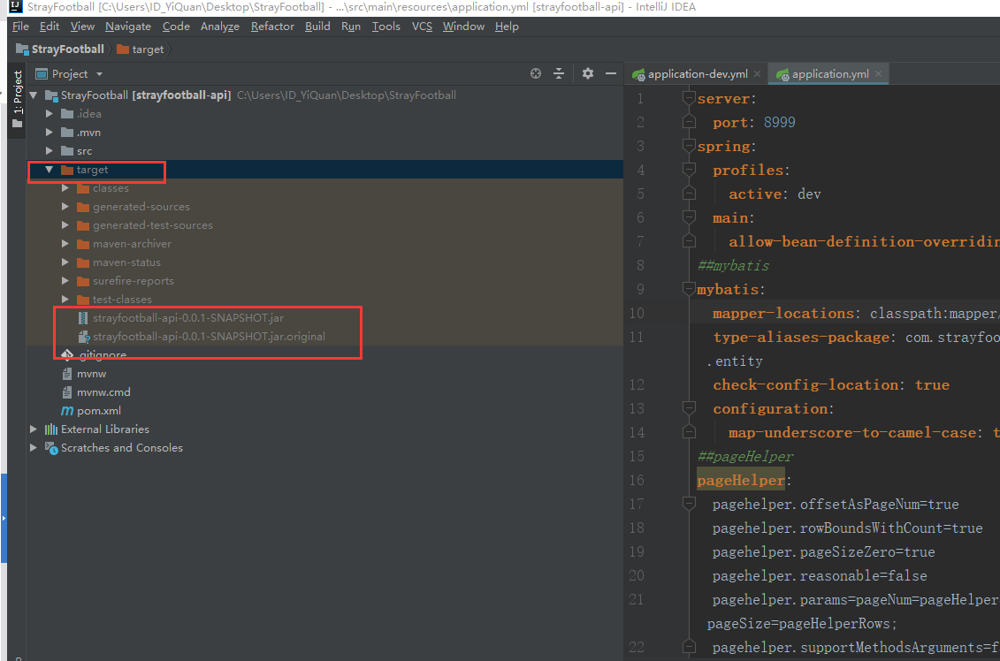 StrayFootball [C:\Users\ID_YiQuan\Desktop\StrayFootball] - ...\src\main\resources\application.yml [strayfootball-api] - IntelliJ IDEA
File Edit View Navigate Code Analyze Refactor Build Run Tools VCS Window Help
StrayFootball target
1: Project
Project
StrayFootball [strayfootball-api] C:\Users\ID_YiQuan\Desktop\StrayFootball
.idea
.mvn
src
target
classes
generated-sources
generated-test-sources
maven-archiver
maven-status
surefire-reports
test-classes
strayfootball-api-0.0.1-SNAPSHOT.jar
strayfootball-api-0.0.1-SNAPSHOT.jar.original
.gitignore
mvnw
mvnw.cmd
pom.xml
External Libraries
Scratches and Consoles
application-dev.yml application.yml
1 server:
2 port: 8999
3 spring:
4 profiles:
5 active: dev
6 main:
7 allow-bean-definition-overridin
8 ##mybatis
9 mybatis:
10 mapper-locations: classpath:mapper/
11 type-aliases-package: com.strayfoo
.entity
12 check-config-location: true
13 configuration:
14 map-underscore-to-camel-case: t
15 ##pageHelper
16 pageHelper:
17 pagehelper.offsetAsPageNum=true
18 pagehelper.rowBoundsWithCount=true
19 pagehelper.pageSizeZero=true
20 pagehelper.reasonable=false
21 pagehelper.params=pageNum=pageHelper
pageSize=pageHelperRows;
22 pagehelper.supportMethodsArguments=f